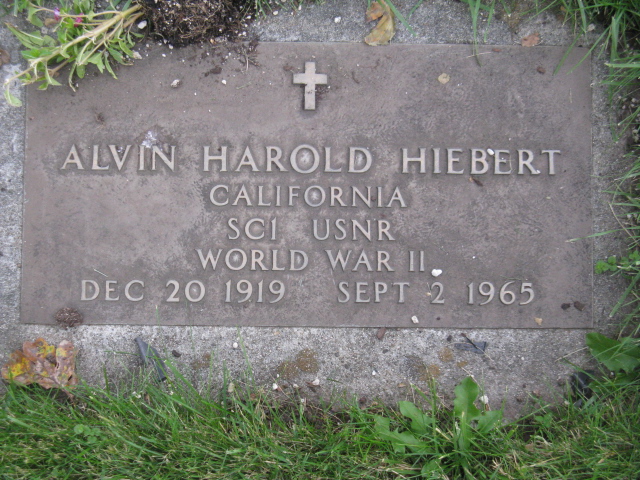 ALVIN HAROLD HIEBERT
CALIFORNIA
SC1 USNR
WORLD WAR II
DEC 20 1919 SEPT 2 1965